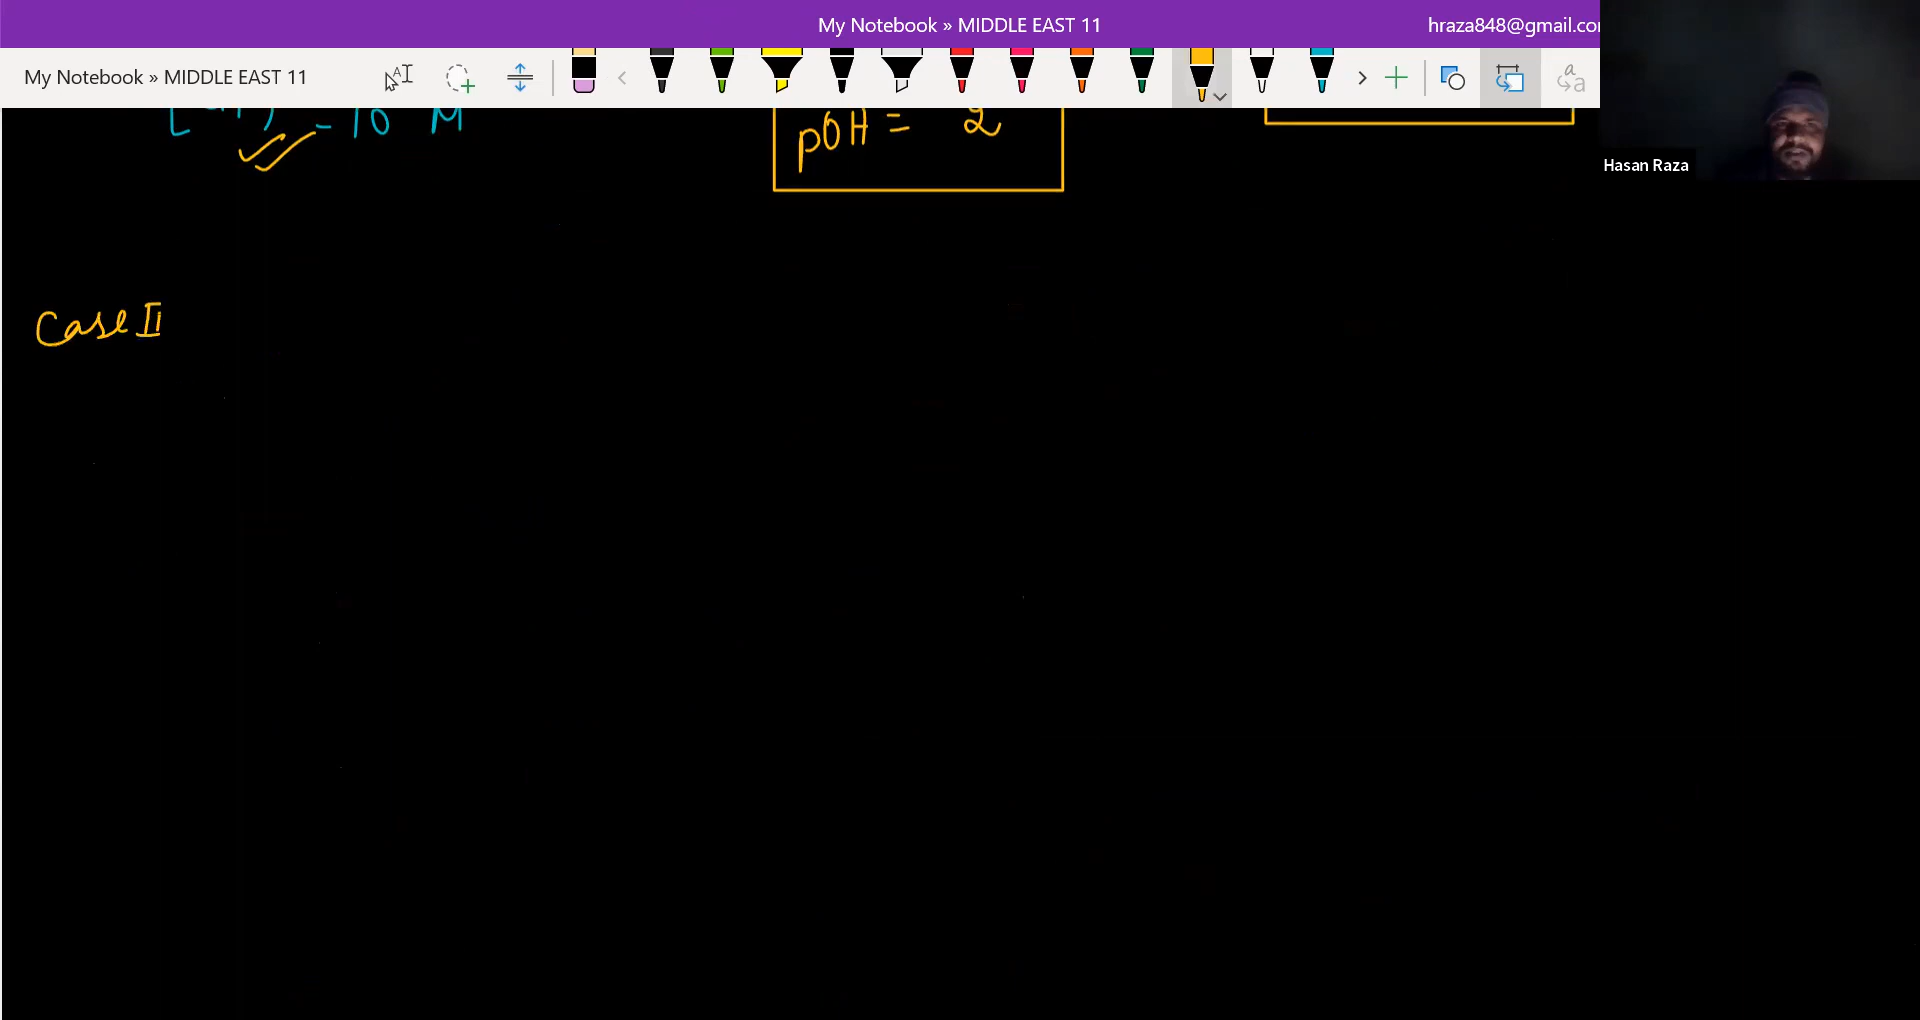 My Notebook » MIDDLE EAST 11
hraza848@gmail.co
My Notebook » MIDDLE EAST 11
Hasan Raza
= 10 M
pOH = 2
Case II